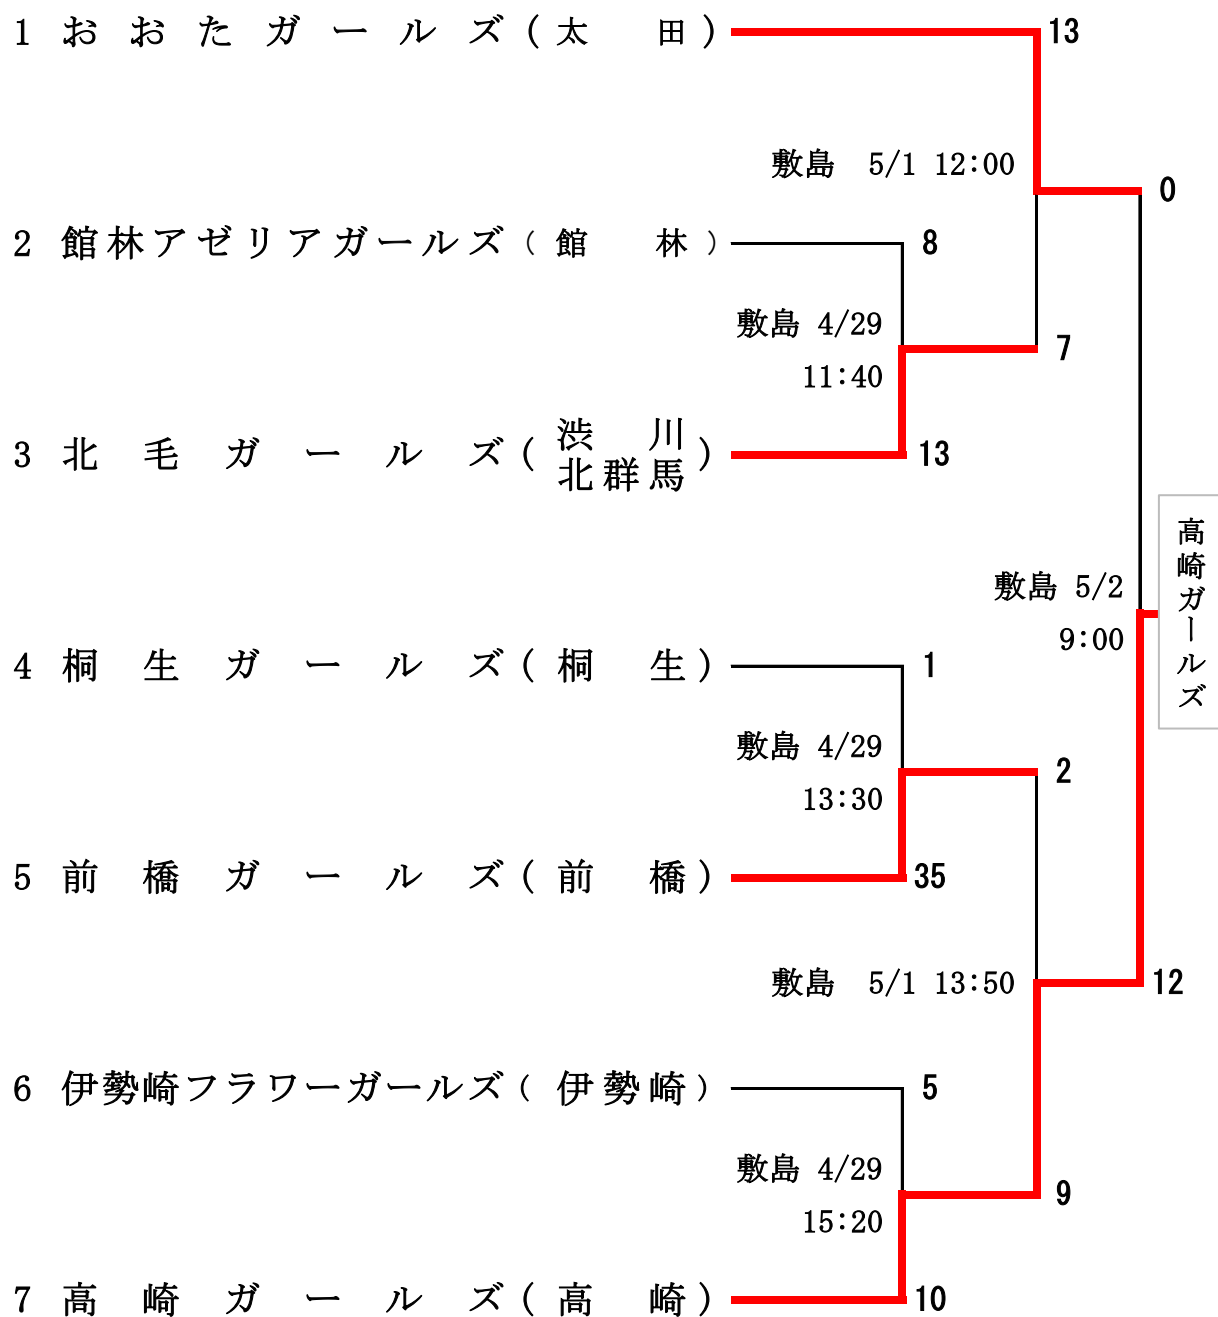 1 おおたガールズ(太田)
13
敷島 5/1 12:00
0
2 館林アゼリアガールズ(館林)
8
敷島 4/29
11:40
7
3 北毛ガールズ(渋川
北群馬)
13
高崎ガールズ
敷島 5/2
9:00
4 桐生ガールズ(桐生)
1
敷島 4/29
13:30
2
5 前橋ガールズ(前橋)
35
敷島 5/1 13:50
12
6 伊勢崎フラワーガールズ(伊勢崎)
5
敷島 4/29
15:20
9
7 高崎ガールズ(高崎)
10